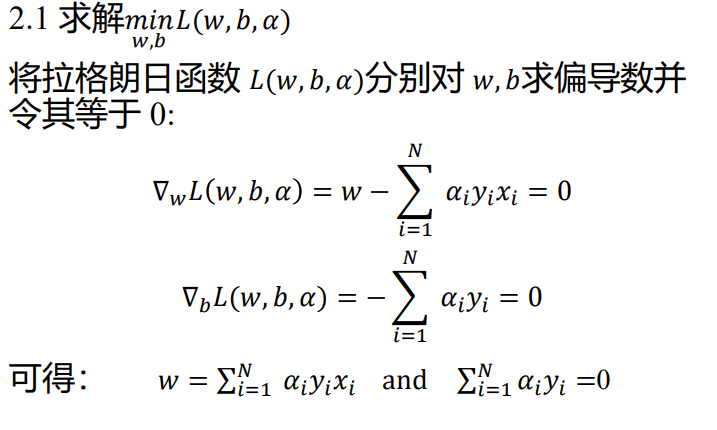 2.1 求解min L(w, b, α)
w,b
将拉格朗日函数 L(w, b, α)分别对 w, b求偏导数并
令其等于 0:
∇_w L(w, b, α) = w − ∑_{i=1}^{N} α_i y_i x_i = 0
∇_b L(w, b, α) = − ∑_{i=1}^{N} α_i y_i = 0
可得： w = ∑_{i=1}^{N} α_i y_i x_i and ∑_{i=1}^{N} α_i y_i =0